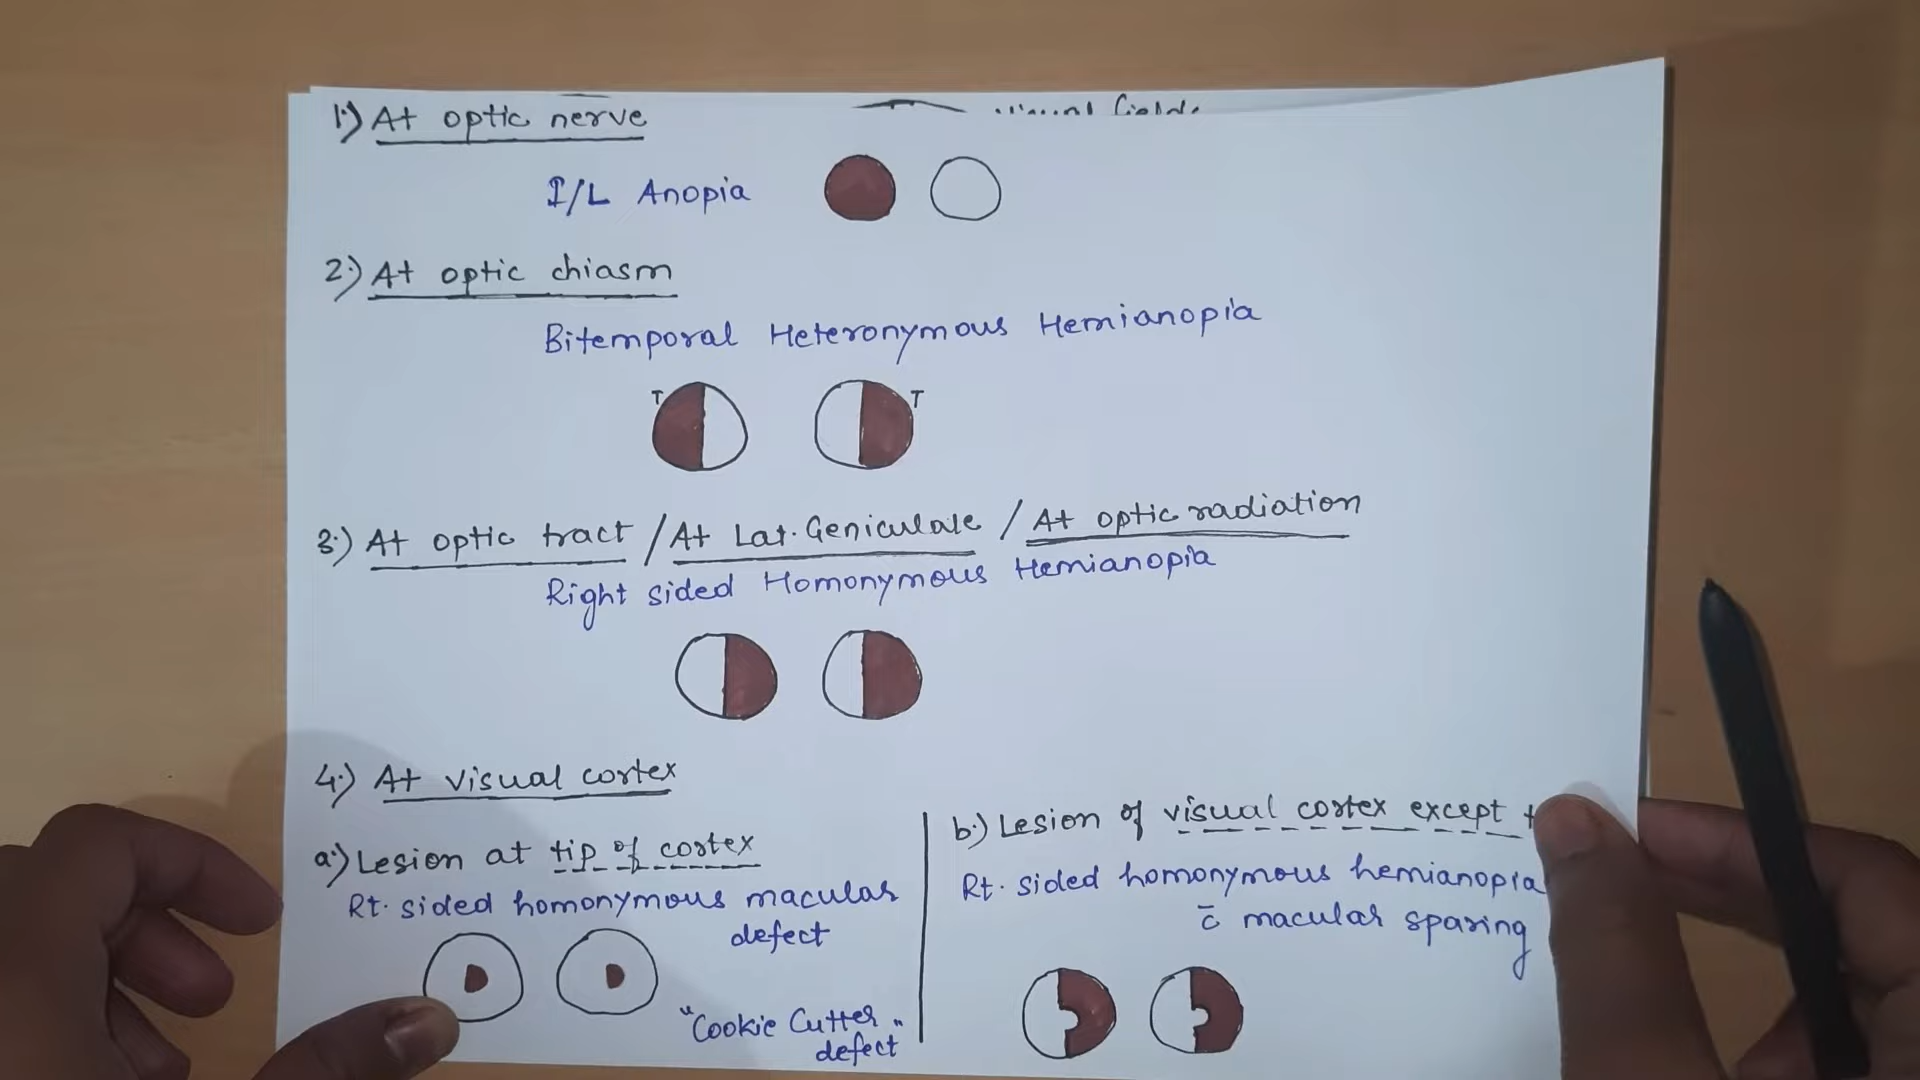 1.) At optic nerve
I/L Anopia
2.) At optic chiasm
Bitemporal Heteronymous Hemianopia
T T
3.) At optic tract / At Lat. Geniculate / At optic radiation
Right sided Homonymous Hemianopia
4.) At visual cortex
a.) Lesion at tip of cortex
Rt. sided homonymous macular
defect
"Cookie Cutter"
defect
b.) Lesion of visual cortex except
Rt. sided homonymous hemianopia
c̄ macular sparing